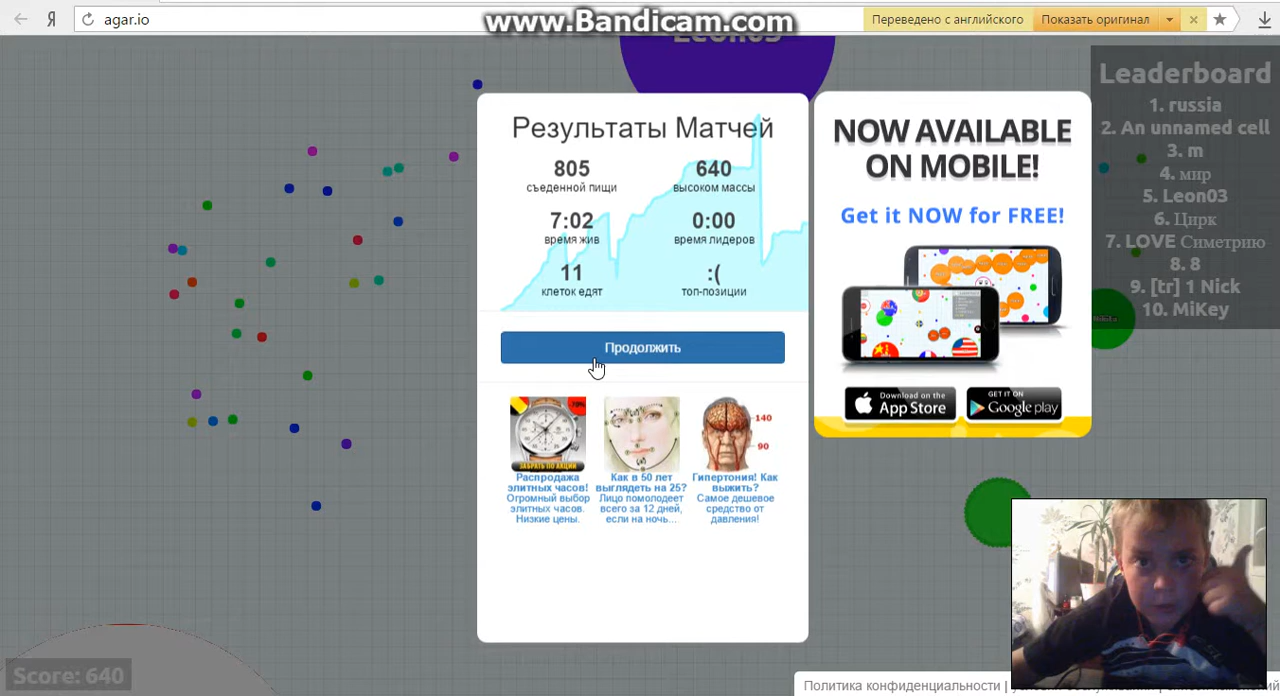 Я
agar.io
www.Bandicam.com
Переведено с английского
Показать оригинал
Leon03
Leaderboard
1. russia
2. An unnamed cell
3. m
4. мир
5. Leon03
6. Цирк
7. LOVE Симетрию
8. 8
9. [tr] 1 Nick
10. MiKey
Результаты Матчей
805
съеденной пищи
640
высоком массы
7:02
время жив
0:00
время лидеров
11
клеток едят
:(
топ-позиции
Продолжить
ЗАБРАТЬ ПО АКЦИИ
Распродажа
элитных часов!
Огромный выбор
элитных часов.
Низкие цены.
Как в 50 лет
выглядеть на 25?
Лицо помолодеет
всего за 12 дней,
если на ночь...
140
90
Гипертония! Как
выжить?
Самое дешевое
средство от
давления!
NOW AVAILABLE
ON MOBILE!
Get it NOW for FREE!
Download on the
App Store
GET IT ON
Google play
Score: 640
Политика конфиденциальности |